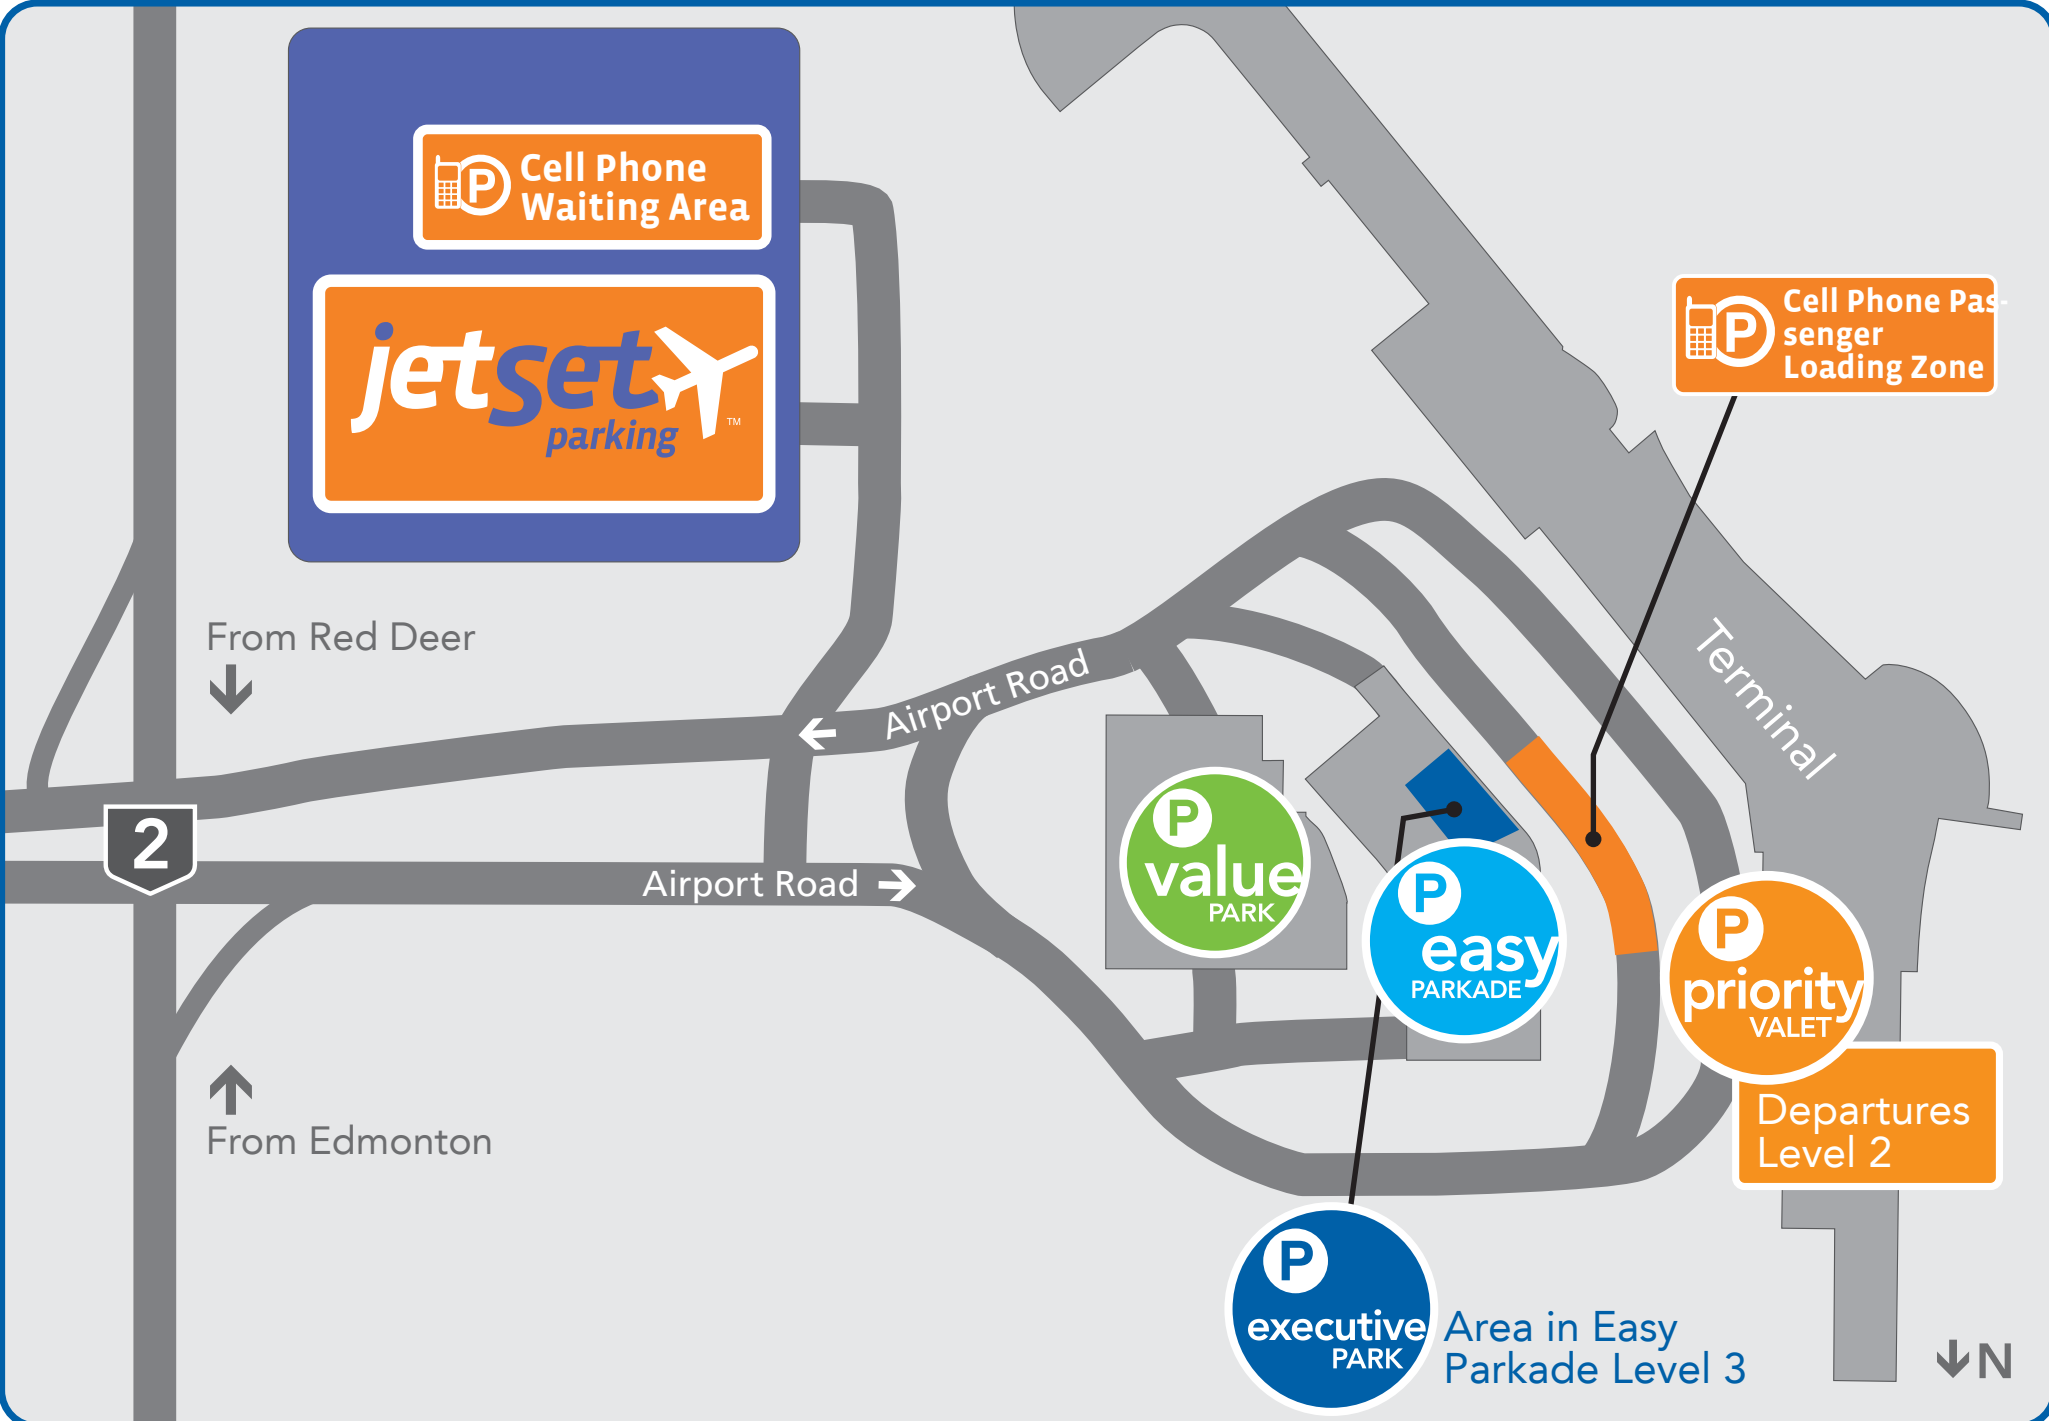 P Cell Phone
Waiting Area
jetset
parking
TM
P Cell Phone Pas-
senger
Loading Zone
From Red Deer
Terminal
Airport Road
2
Airport Road
P
value
PARK
P
easy
PARKADE
P
priority
VALET
Departures
Level 2
From Edmonton
P
executive
PARK
Area in Easy
Parkade Level 3
N